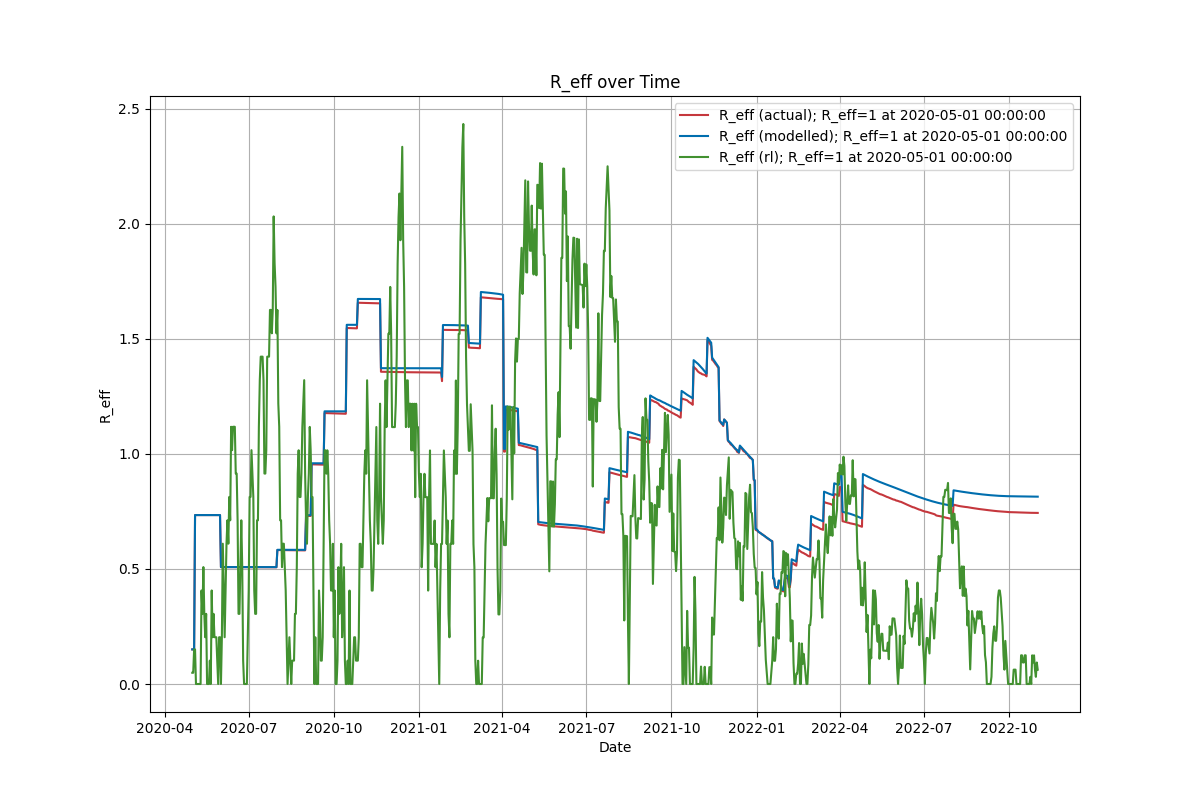 R_eff over Time
R_eff (actual); R_eff=1 at 2020-05-01 00:00:00
R_eff (modelled); R_eff=1 at 2020-05-01 00:00:00
R_eff (rl); R_eff=1 at 2020-05-01 00:00:00
R_eff
2.5
2.0
1.5
1.0
0.5
0.0
2020-04 2020-07 2020-10 2021-01 2021-04 2021-07 2021-10 2022-01 2022-04 2022-07 2022-10
Date